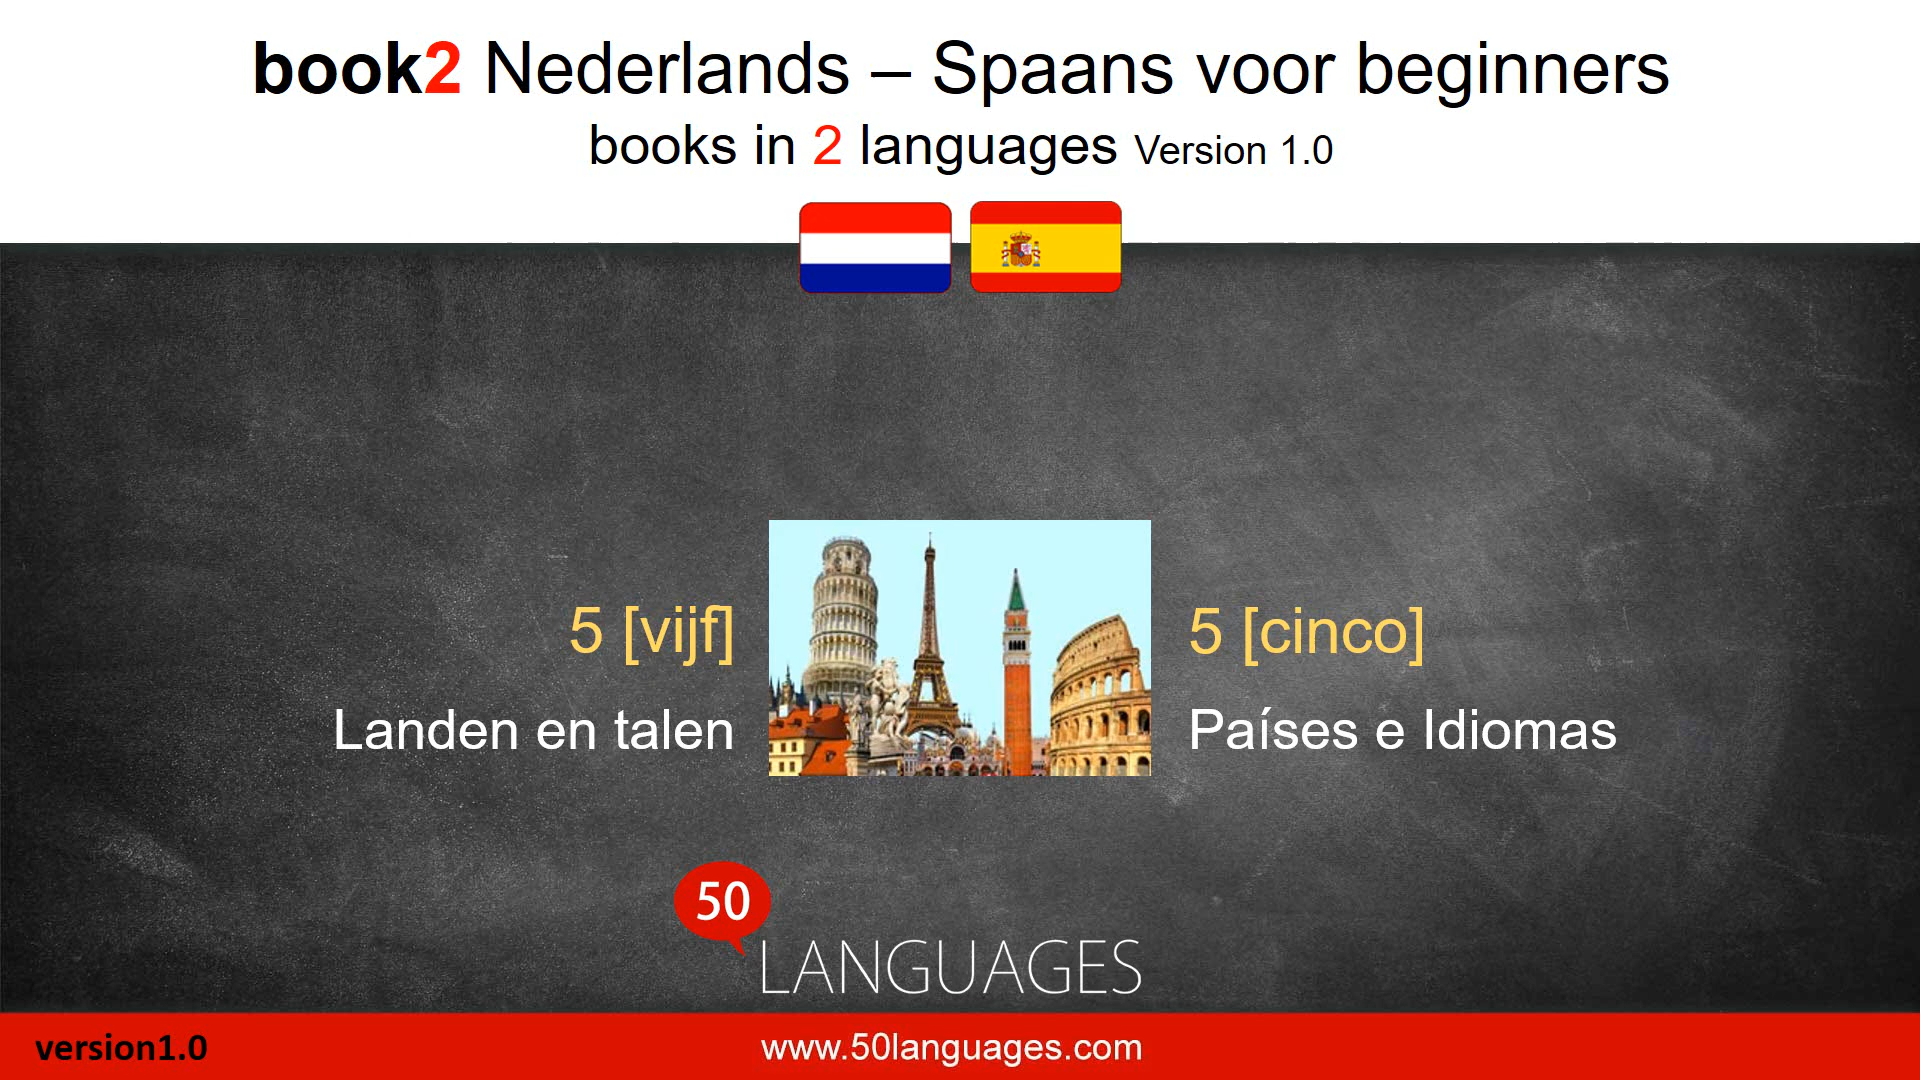 book2 Nederlands – Spaans voor beginners
books in 2 languages Version 1.0
5 [vijf]
Landen en talen
5 [cinco]
Países e Idiomas
50
LANGUAGES
version1.0
www.50languages.com